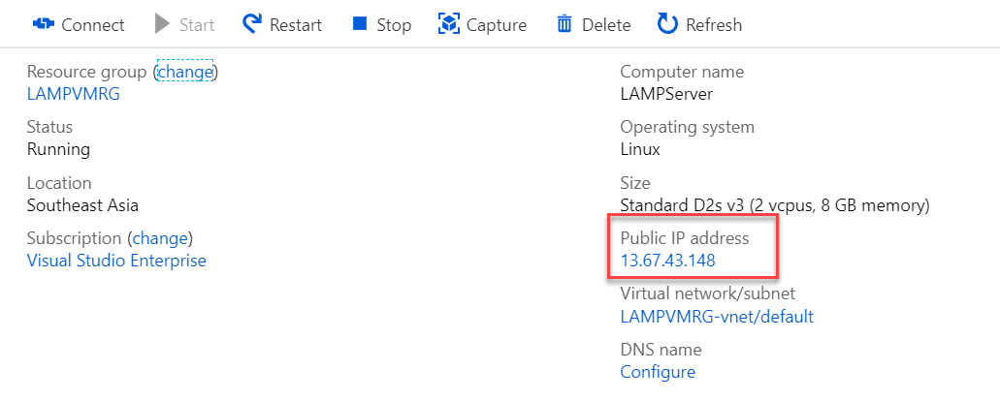 Connect Start Restart Stop Capture Delete Refresh
Resource group (change)
LAMPVMRG
Status
Running
Location
Southeast Asia
Subscription (change)
Visual Studio Enterprise
Computer name
LAMPServer
Operating system
Linux
Size
Standard D2s v3 (2 vcpus, 8 GB memory)
Public IP address
13.67.43.148
Virtual network/subnet
LAMPVMRG-vnet/default
DNS name
Configure